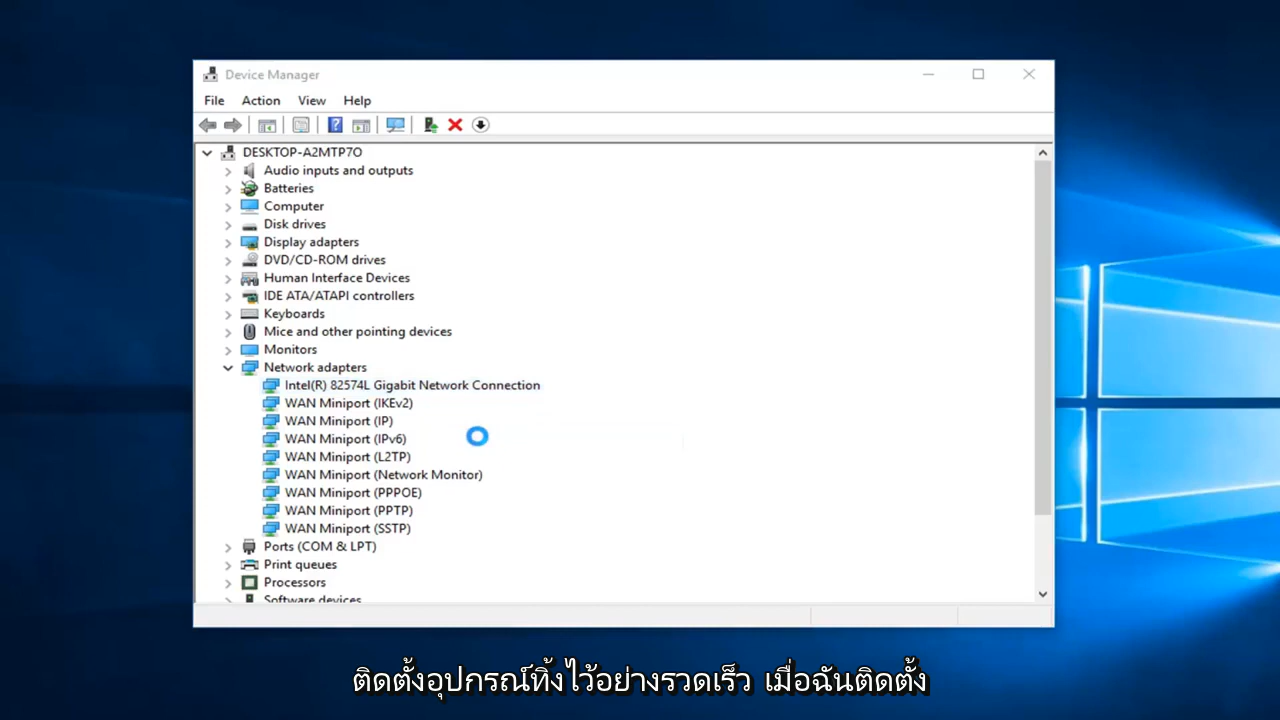 Device Manager
File Action View Help
DESKTOP-A2MTP7O
Audio inputs and outputs
Batteries
Computer
Disk drives
Display adapters
DVD/CD-ROM drives
Human Interface Devices
IDE ATA/ATAPI controllers
Keyboards
Mice and other pointing devices
Monitors
Network adapters
Intel(R) 82574L Gigabit Network Connection
WAN Miniport (IKEv2)
WAN Miniport (IP)
WAN Miniport (IPv6)
WAN Miniport (L2TP)
WAN Miniport (Network Monitor)
WAN Miniport (PPPOE)
WAN Miniport (PPTP)
WAN Miniport (SSTP)
Ports (COM & LPT)
Print queues
Processors
Software devices
ติดตั้งอุปกรณ์ทิ้งไว้อย่างรวดเร็ว เมื่อฉันติดตั้ง